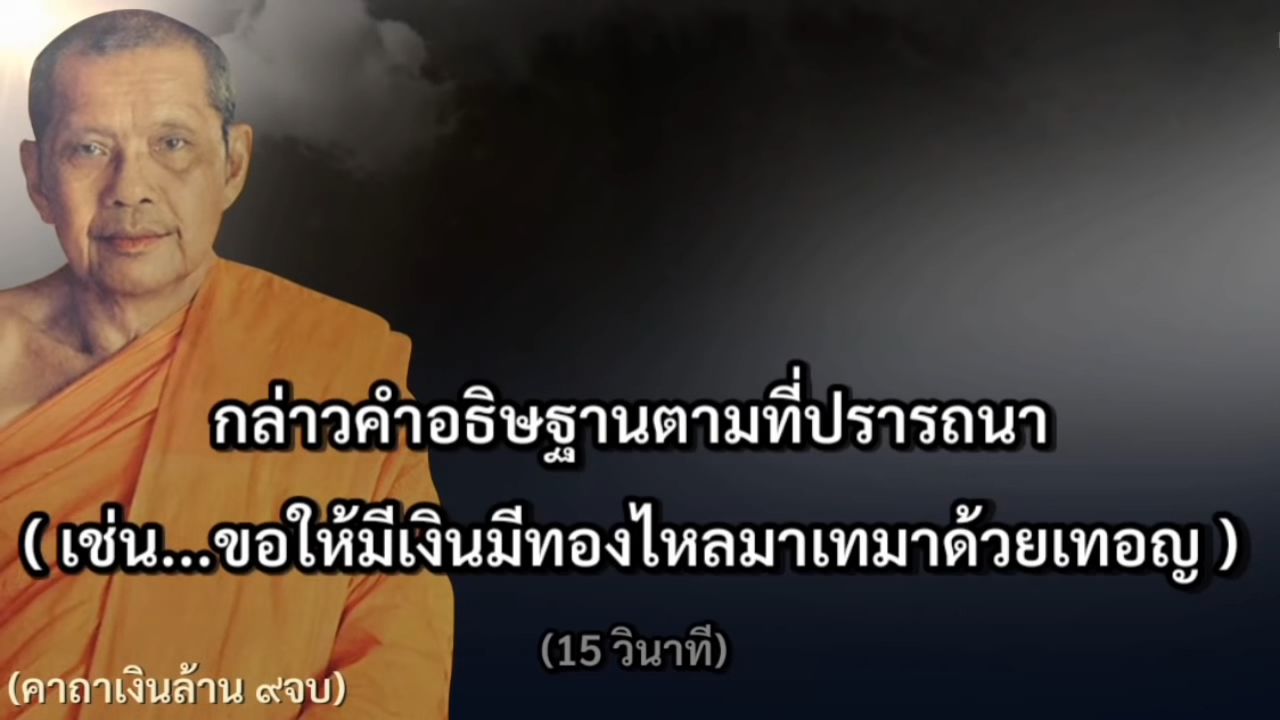 กล่าวคำอธิษฐานตามที่ปรารถนา
( เช่น...ขอให้มีเงินมีทองไหลมาเทมาด้วยเทอญ )
(15 วินาที)
(คาถาเงินล้าน ๙จบ)